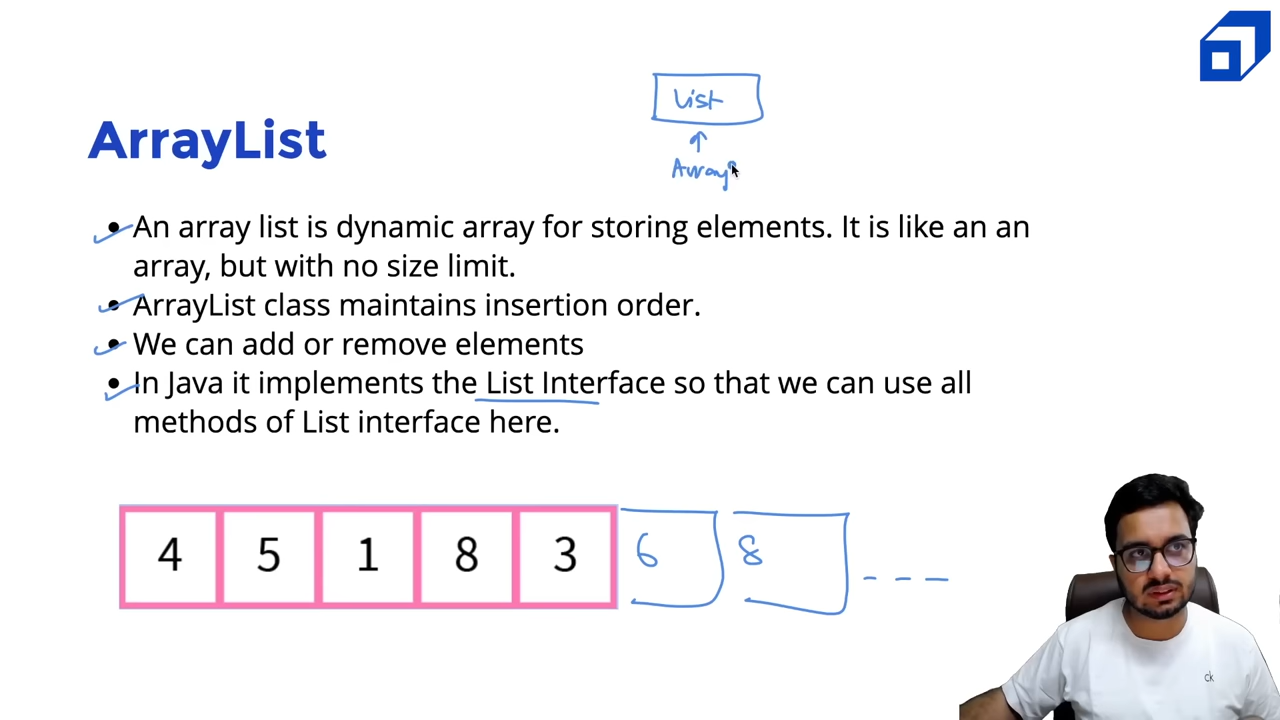 List
Array
ArrayList
An array list is dynamic array for storing elements. It is like an an
array, but with no size limit.
ArrayList class maintains insertion order.
We can add or remove elements
In Java it implements the List Interface so that we can use all
methods of List interface here.
4 5 1 8 3 6 8
ck